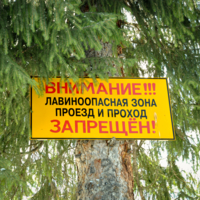 ВНИМАНИЕ!!!
ЛАВИНООПАСНАЯ ЗОНА
ПРОЕЗД И ПРОХОД
ЗАПРЕЩЁН!